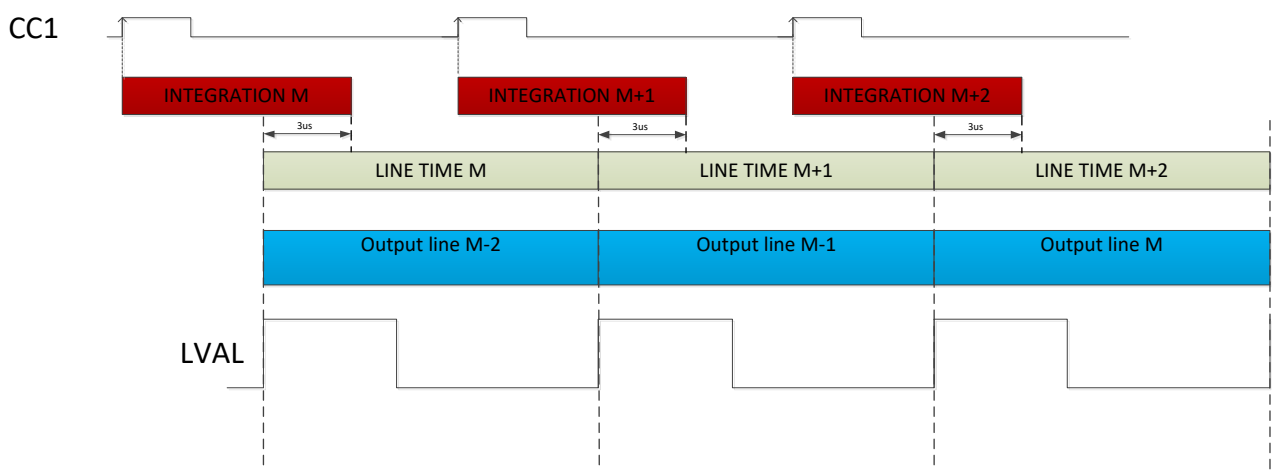 CC1
INTEGRATION M
INTEGRATION M+1
INTEGRATION M+2
3us
3us
3us
LINE TIME M
LINE TIME M+1
LINE TIME M+2
Output line M-2
Output line M-1
Output line M
LVAL